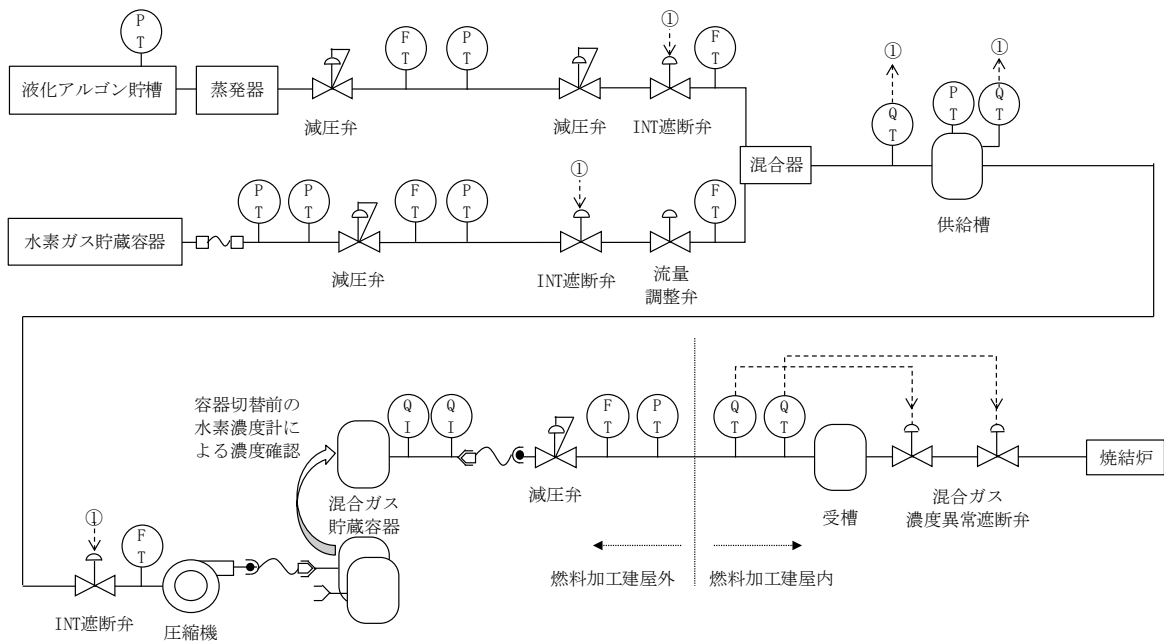 P
T
F
T
P
T
①
F
T
①
①
液化アルゴン貯槽
蒸発器
減圧弁
減圧弁
INT遮断弁
Q
T
P
T
Q
T
混合器
供給槽
P
T
P
T
F
T
P
T
①
F
T
水素ガス貯蔵容器
減圧弁
INT遮断弁
流量
調整弁
容器切替前の
水素濃度計に
よる濃度確認
Q
I
Q
I
F
T
P
T
Q
T
Q
T
焼結炉
減圧弁
混合ガス
貯蔵容器
受槽
混合ガス
濃度異常遮断弁
①
F
T
燃料加工建屋外
燃料加工建屋内
INT遮断弁
圧縮機